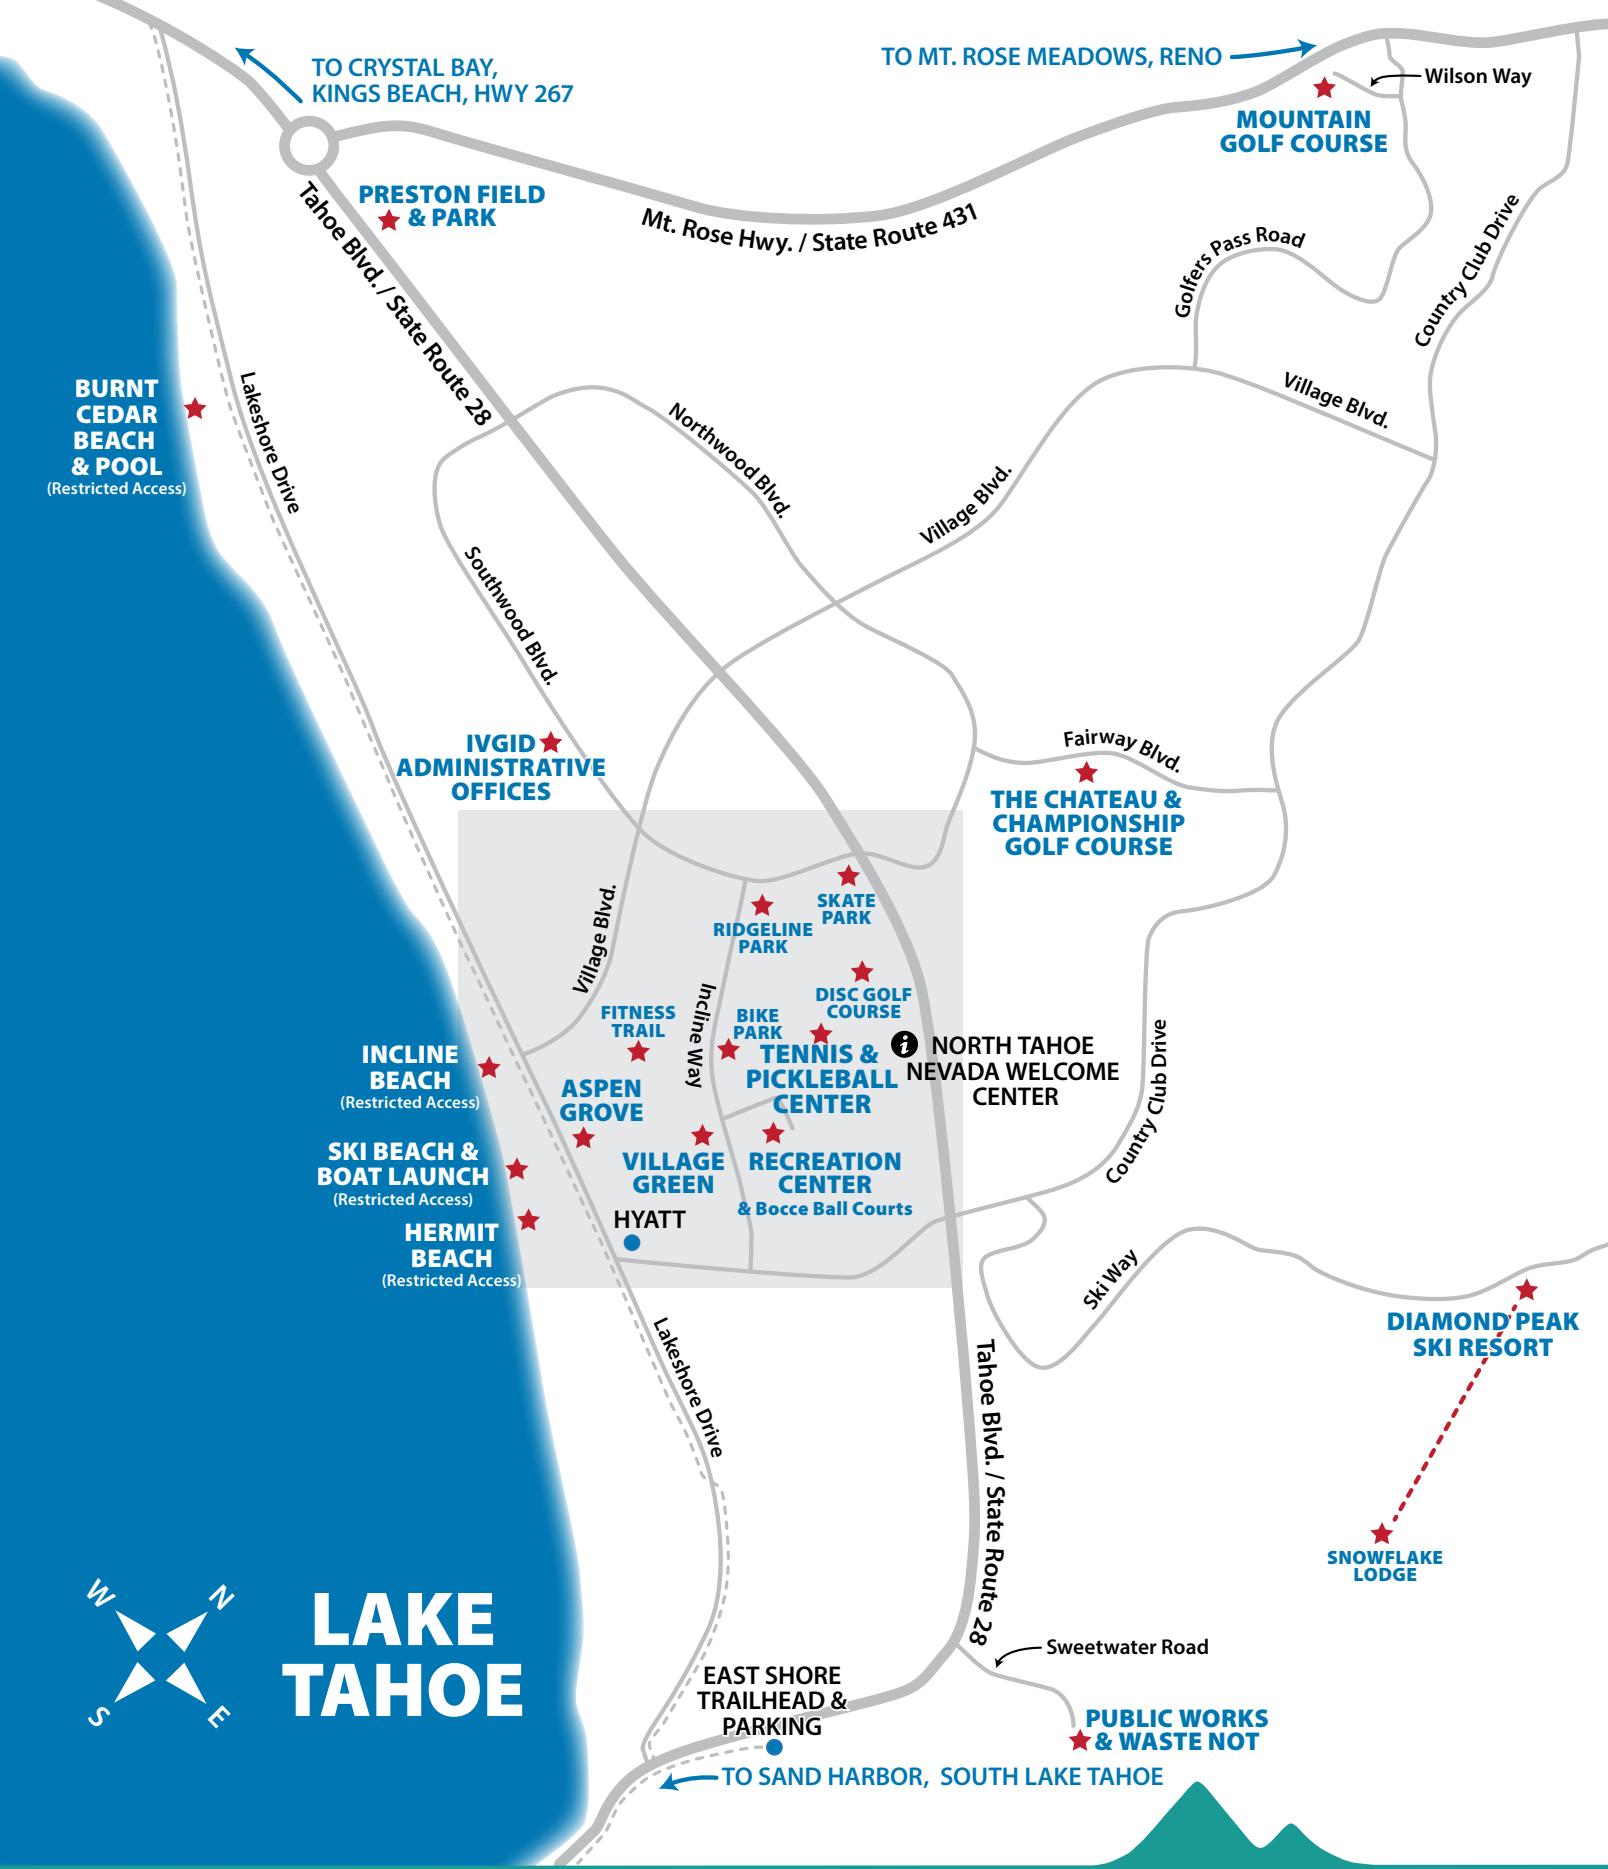 TO CRYSTAL BAY,
KINGS BEACH, HWY 267
TO MT. ROSE MEADOWS, RENO
Wilson Way
MOUNTAIN
GOLF COURSE
PRESTON FIELD
& PARK
Tahoe Blvd. / State Route 28
Mt. Rose Hwy. / State Route 431
Golfers Pass Road
Country Club Drive
Village Blvd.
BURNT
CEDAR
BEACH
& POOL
(Restricted Access)
Lakeshore Drive
Northwood Blvd.
Village Blvd.
Southwood Blvd.
IVGID
ADMINISTRATIVE
OFFICES
Fairway Blvd.
THE CHATEAU &
CHAMPIONSHIP
GOLF COURSE
Village Blvd.
SKATE
PARK
RIDGELINE
PARK
DISC GOLF
COURSE
FITNESS
TRAIL
Incline Way
BIKE
PARK
TENNIS &
PICKLEBALL
CENTER
i
NORTH TAHOE
NEVADA WELCOME
CENTER
Country Club Drive
INCLINE
BEACH
(Restricted Access)
ASPEN
GROVE
SKI BEACH &
BOAT LAUNCH
(Restricted Access)
VILLAGE
GREEN
RECREATION
CENTER
& Bocce Ball Courts
HERMIT
BEACH
(Restricted Access)
HYATT
Ski Way
DIAMOND PEAK
SKI RESORT
Lakeshore Drive
Tahoe Blvd. / State Route 28
SNOWFLAKE
LODGE
W
N
S
E
LAKE
TAHOE
Sweetwater Road
EAST SHORE
TRAILHEAD &
PARKING
PUBLIC WORKS
& WASTE NOT
TO SAND HARBOR, SOUTH LAKE TAHOE